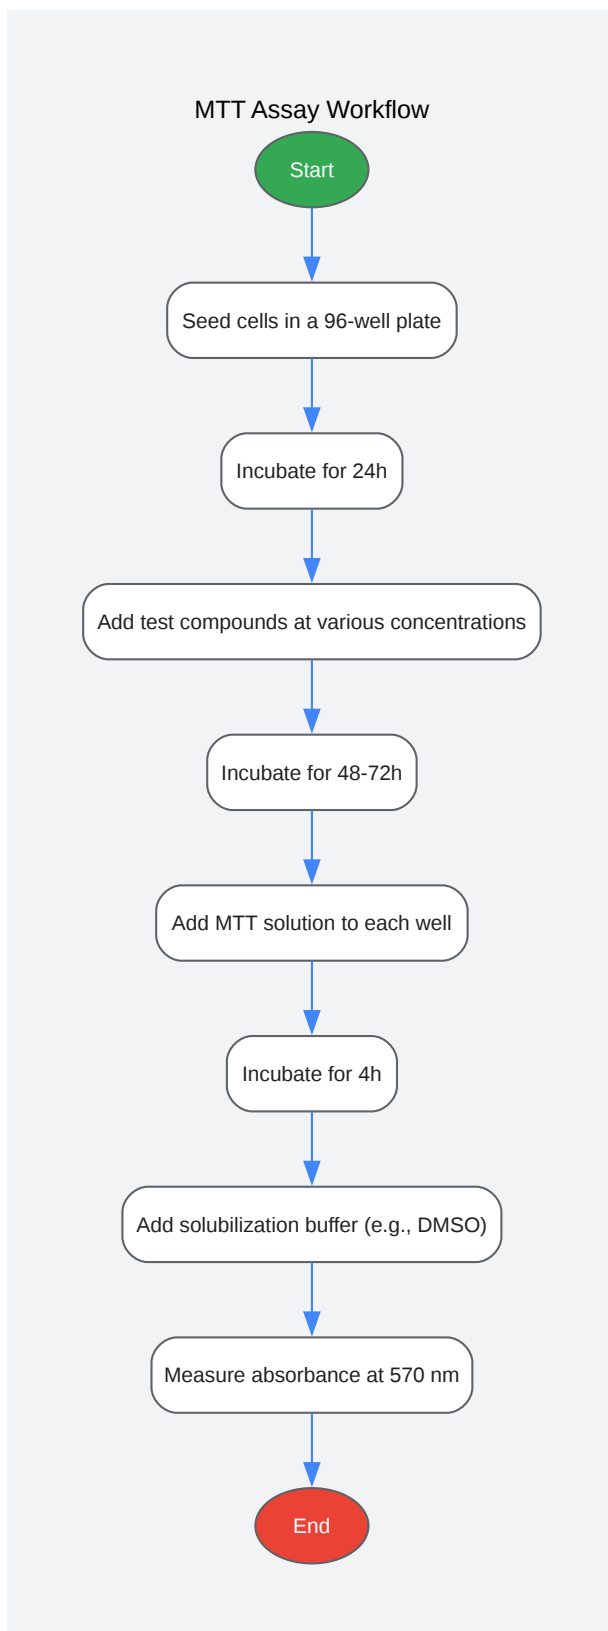 MTT Assay Workflow
Start
Seed cells in a 96-well plate
Incubate for 24h
Add test compounds at various concentrations
Incubate for 48-72h
Add MTT solution to each well
Incubate for 4h
Add solubilization buffer (e.g., DMSO)
Measure absorbance at 570 nm
End